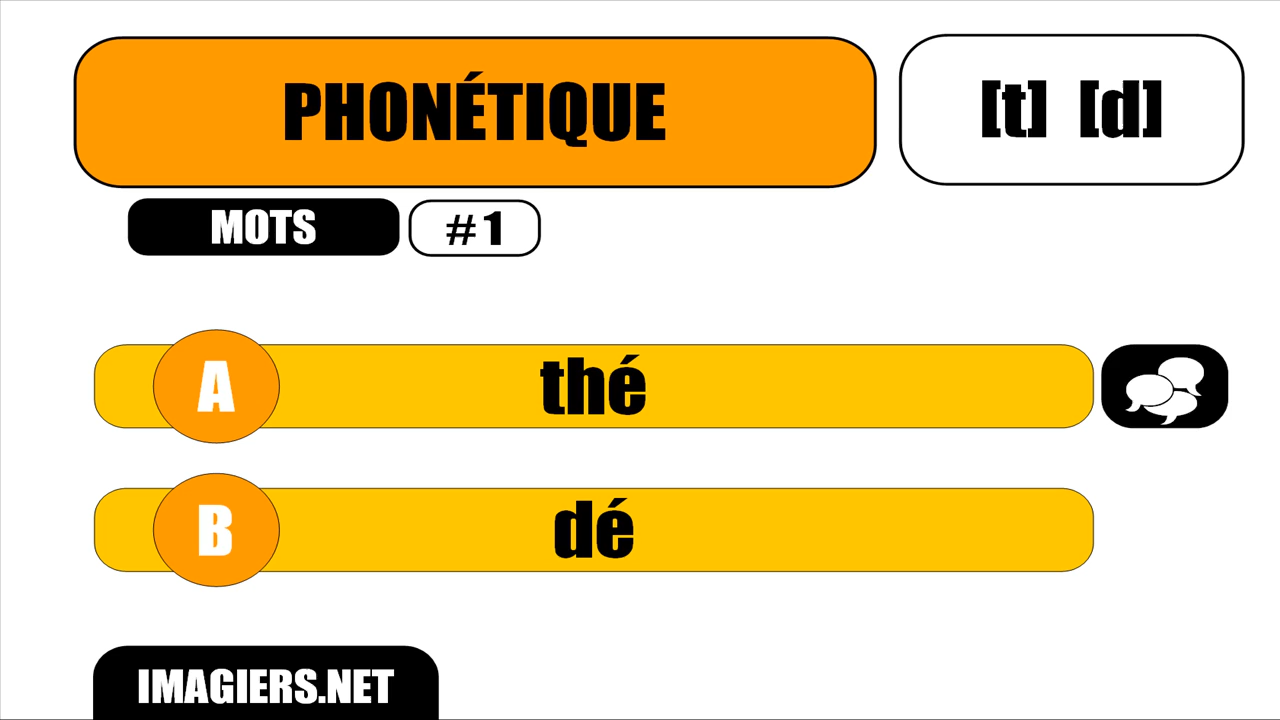 PHONÉTIQUE
[t] [d]
MOTS
#1
A
thé
B
dé
IMAGIERS.NET